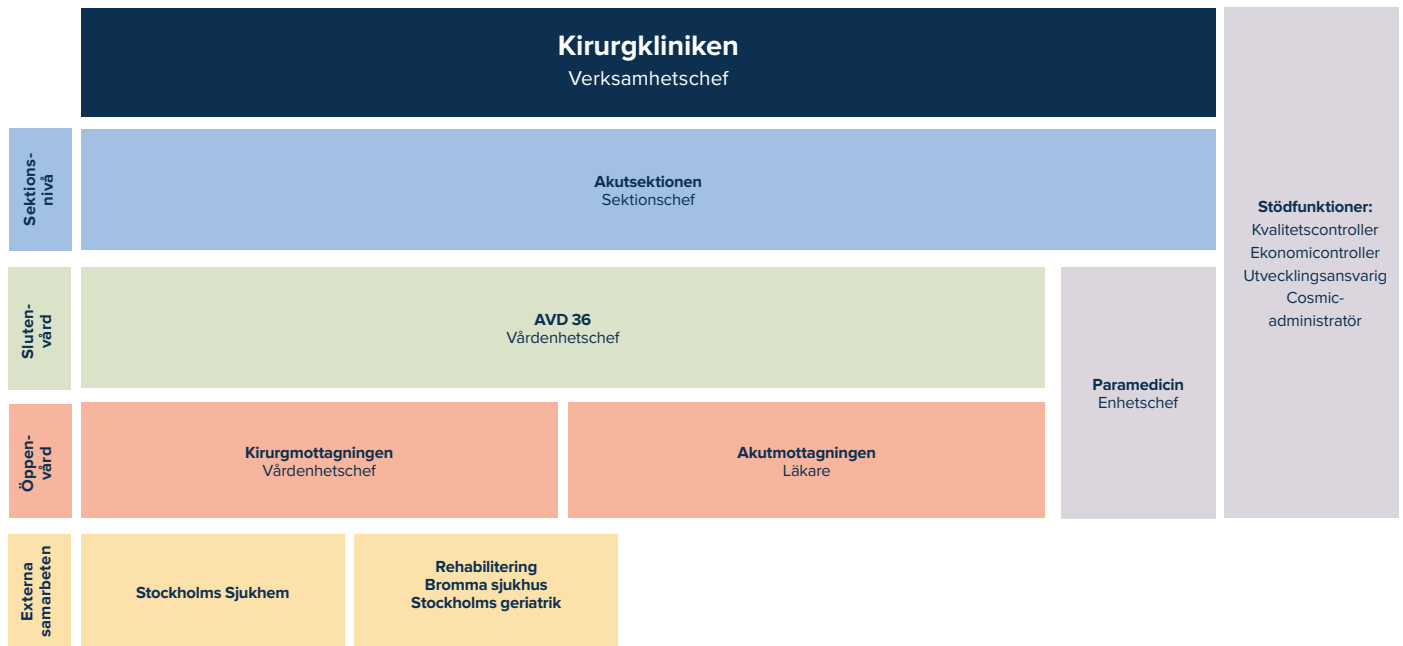 Kirurgkliniken
Verksamhetschef
Sektions-
nivå
Akutsektionen
Sektionschef
Stödfunktioner:
Kvalitetscontroller
Ekonomicontroller
Utvecklingsansvarig
Cosmic-
administratör
Sluten-
vård
AVD 36
Vårdenhetschef
Paramedicin
Enhetschef
Öppen-
vård
Kirurgmottagningen
Vårdenhetschef
Akutmottagningen
Läkare
Externa
samarbeten
Stockholms Sjukhem
Rehabilitering
Bromma sjukhus
Stockholms geriatrik